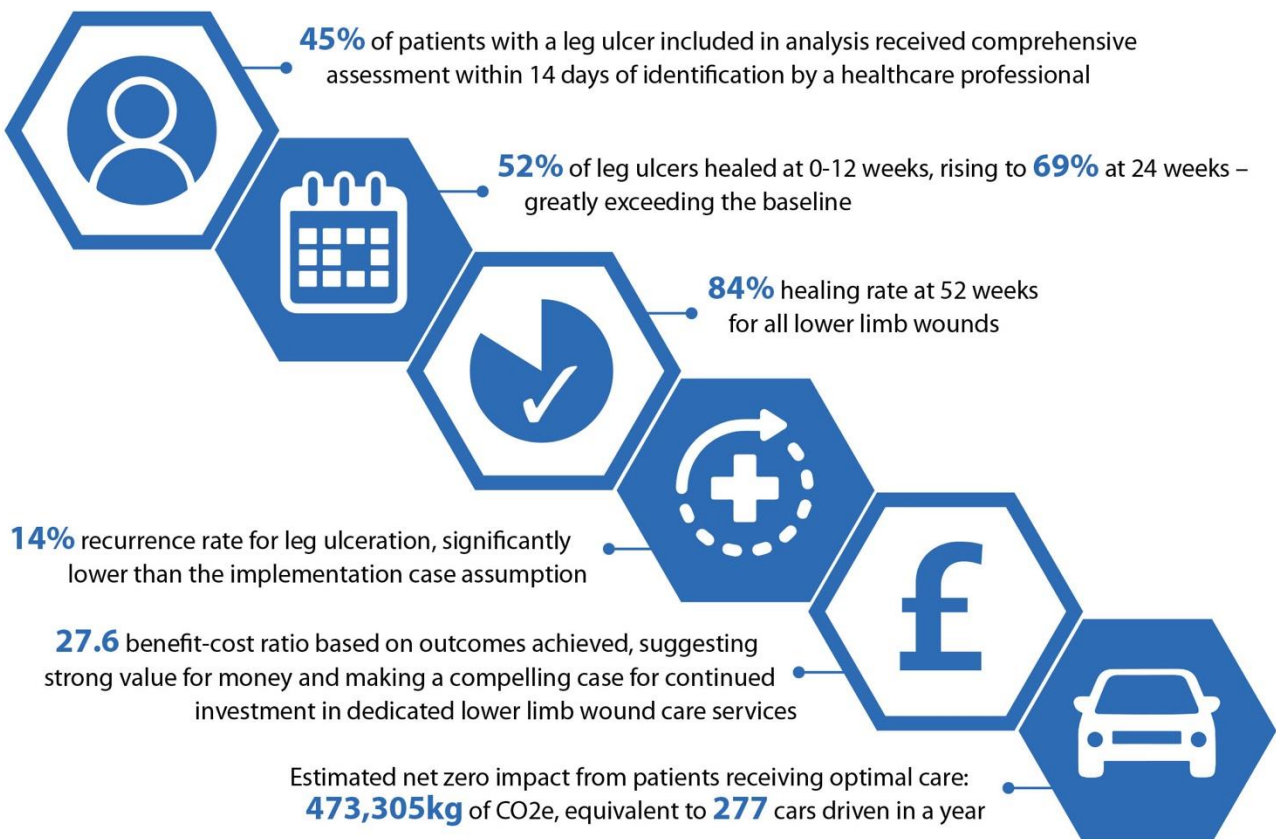 45% of patients with a leg ulcer included in analysis received comprehensive
assessment within 14 days of identification by a healthcare professional
52% of leg ulcers healed at 0-12 weeks, rising to 69% at 24 weeks –
greatly exceeding the baseline
84% healing rate at 52 weeks
for all lower limb wounds
14% recurrence rate for leg ulceration, significantly
lower than the implementation case assumption
£
27.6 benefit-cost ratio based on outcomes achieved, suggesting
strong value for money and making a compelling case for continued
investment in dedicated lower limb wound care services
Estimated net zero impact from patients receiving optimal care:
473,305kg of CO2e, equivalent to 277 cars driven in a year